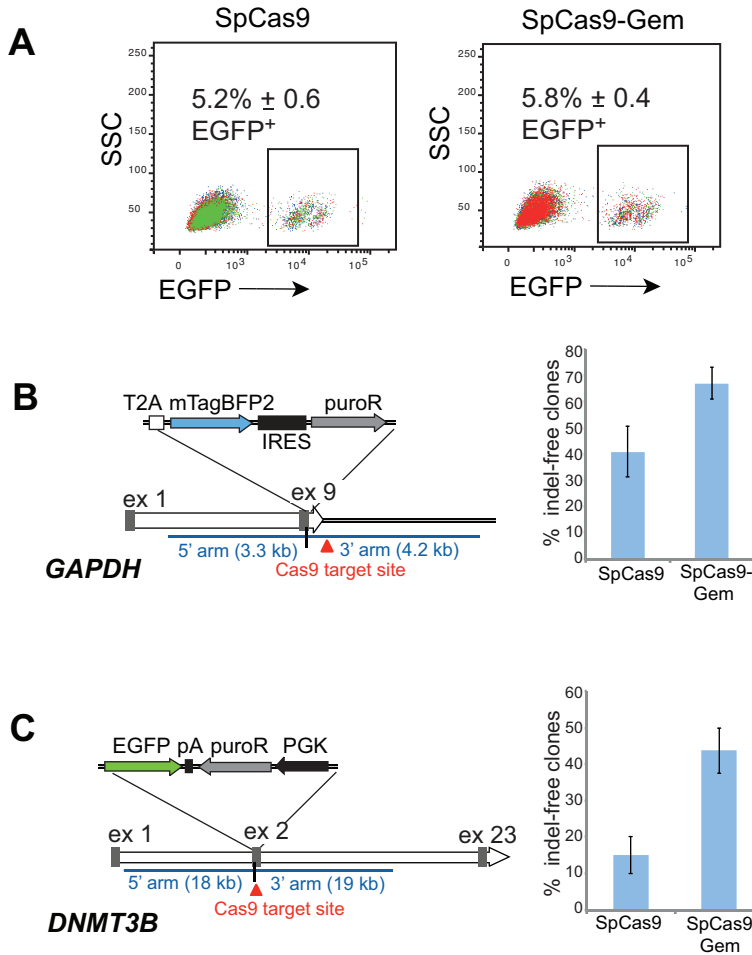 A
SpCas9
SpCas9-Gem
SSC
250
200
150
100
50
5.2% ± 0.6
EGFP+
0
10³
10⁴
10⁵
EGFP
SSC
250
200
150
100
50
5.8% ± 0.4
EGFP+
0
10³
10⁴
10⁵
EGFP
B
T2A mTagBFP2 puroR
IRES
ex 1
ex 9
5' arm (3.3 kb)
3' arm (4.2 kb)
Cas9 target site
GAPDH
% indel-free clones
80
70
60
50
40
30
20
10
0
SpCas9
SpCas9-
Gem
C
EGFP pA puroR PGK
ex 1
ex 2
ex 23
5' arm (18 kb)
3' arm (19 kb)
Cas9 target site
DNMT3B
% indel-free clones
60
50
40
30
20
10
0
SpCas9
SpCas9-
Gem